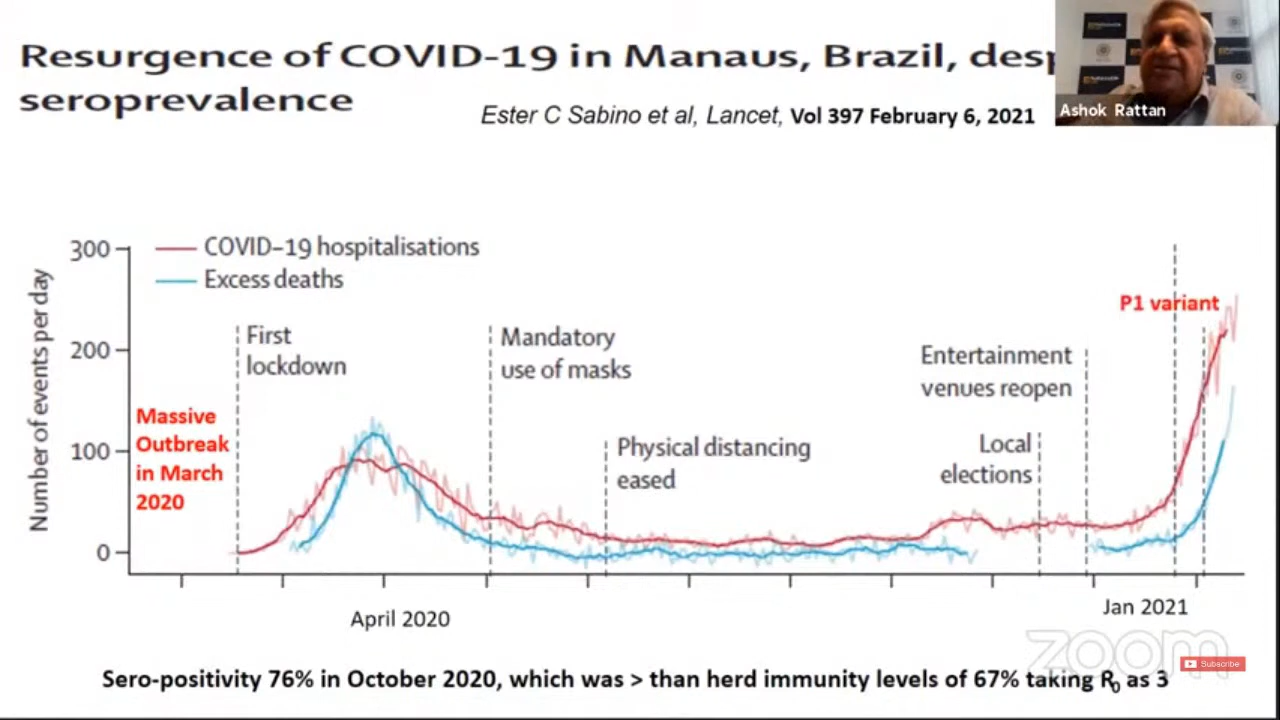 Resurgence of COVID-19 in Manaus, Brazil, desp
seroprevalence
Ester C Sabino et al, Lancet, Vol 397 February 6, 2021
Ashok Rattan
300
200
100
0
Number of events per day
COVID-19 hospitalisations
Excess deaths
First
lockdown
Massive
Outbreak
in March
2020
Mandatory
use of masks
Physical distancing
eased
Local
elections
Entertainment
venues reopen
P1 variant
April 2020
Jan 2021
zoom
Subscribe
Sero-positivity 76% in October 2020, which was > than herd immunity levels of 67% taking R0 as 3